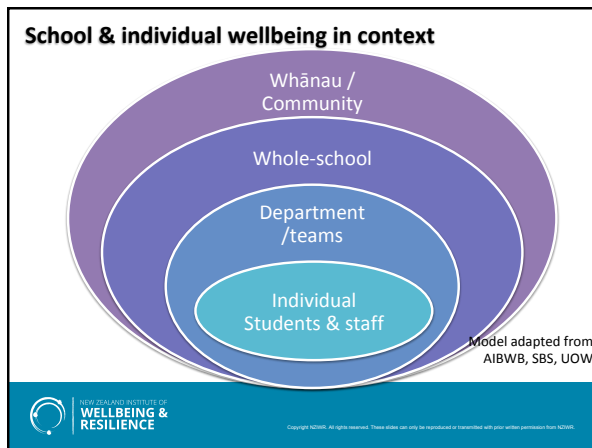 School & individual wellbeing in context
Whānau /
Community
Whole-school
Department
/teams
Individual
Students & staff
Model adapted from
AIBWB, SBS, UOW
NEW ZEALAND INSTITUTE OF
WELLBEING &
RESILIENCE
Copyright NZIWR. All rights reserved. These slides can only be reproduced or transmitted with prior written permission from NZIWR.